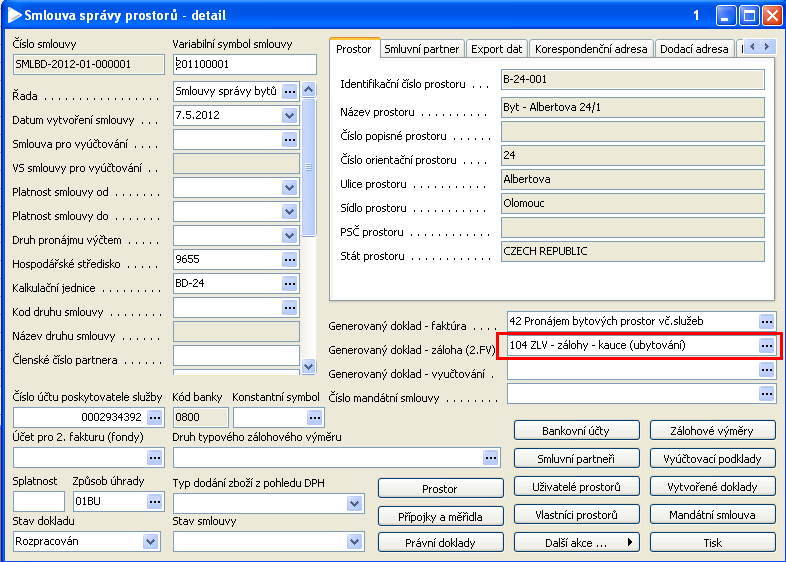 Smlouva správy prostorů - detail
1
Číslo smlouvy
Variabilní symbol smlouvy
SMLBD-2012-01-000001
201100001
Řada . . . . . . . . . . . . . . . . .
Smlouvy správy bytů
Datum vytvoření smlouvy . . .
7.5.2012
Smlouva pro vyúčtování . . . .
VS smlouvy pro vyúčtování . .
Platnost smlouvy od . . . . . . .
Platnost smlouvy do . . . . . . .
Druh pronájmu výčtem . . . . .
Hospodářské středisko . . . . .
9655
Kalkulační jednice . . . . . . . .
BD-24
Kod druhu smlouvy . . . . . . .
Název druhu smlouvy . . . . .
Členské číslo partnera . . . . .
Prostor
Smluvní partner
Export dat
Korespondenční adresa
Dodací adresa
Identifikační číslo prostoru . . .
B-24-001
Název prostoru . . . . . . . . . . .
Byt - Albertova 24/1
Číslo popisné prostoru . . . . . .
Číslo orientační prostoru . . . .
24
Ulice prostoru . . . . . . . . . . .
Albertova
Sídlo prostoru . . . . . . . . . . .
Olomouc
PSČ prostoru . . . . . . . . . . . .
Stát prostoru . . . . . . . . . . . .
CZECH REPUBLIC
Generovaný doklad - faktúra . . . .
42 Pronájem bytových prostor vč.služeb
Generovaný doklad - záloha (2.FV)
104 ZLV - zálohy - kauce (ubytování)
Generovaný doklad - vyučtování .
Číslo mandátní smlouvy . . . . . . . .
Číslo účtu poskytovatele služby
Kód banky
Konstantní symbol
0002934392
0800
Účet pro 2. fakturu (fondy)
Druh typového zálohového výměru
Splatnost
Způsob úhrady
Typ dodání zboží z pohledu DPH
01BU
Stav dokladu
Stav smlouvy
Rozpracován
Prostor
Přípojky a měřidla
Právní doklady
Bankovní účty
Zálohové výměry
Smluvní partneři
Vyúčtovací podklady
Uživatelé prostorů
Vytvořené doklady
Vlastníci prostorů
Mandátní smlouva
Další akce ...
Tisk